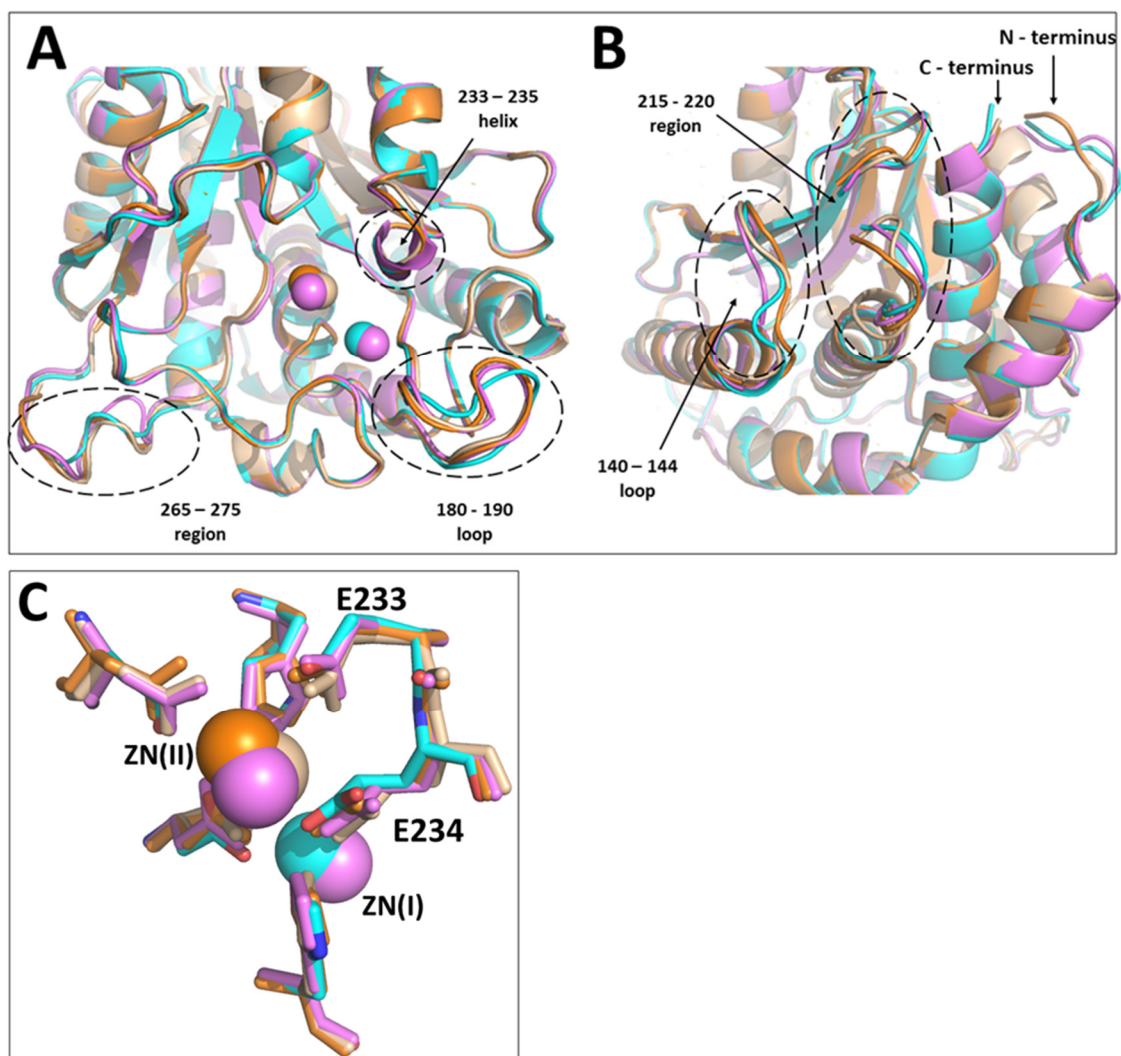 A
233 – 235
helix
265 – 275
region
180 - 190
loop
B
N - terminus
C - terminus
215 - 220
region
140 – 144
loop
C
E233
ZN(II)
E234
ZN(I)